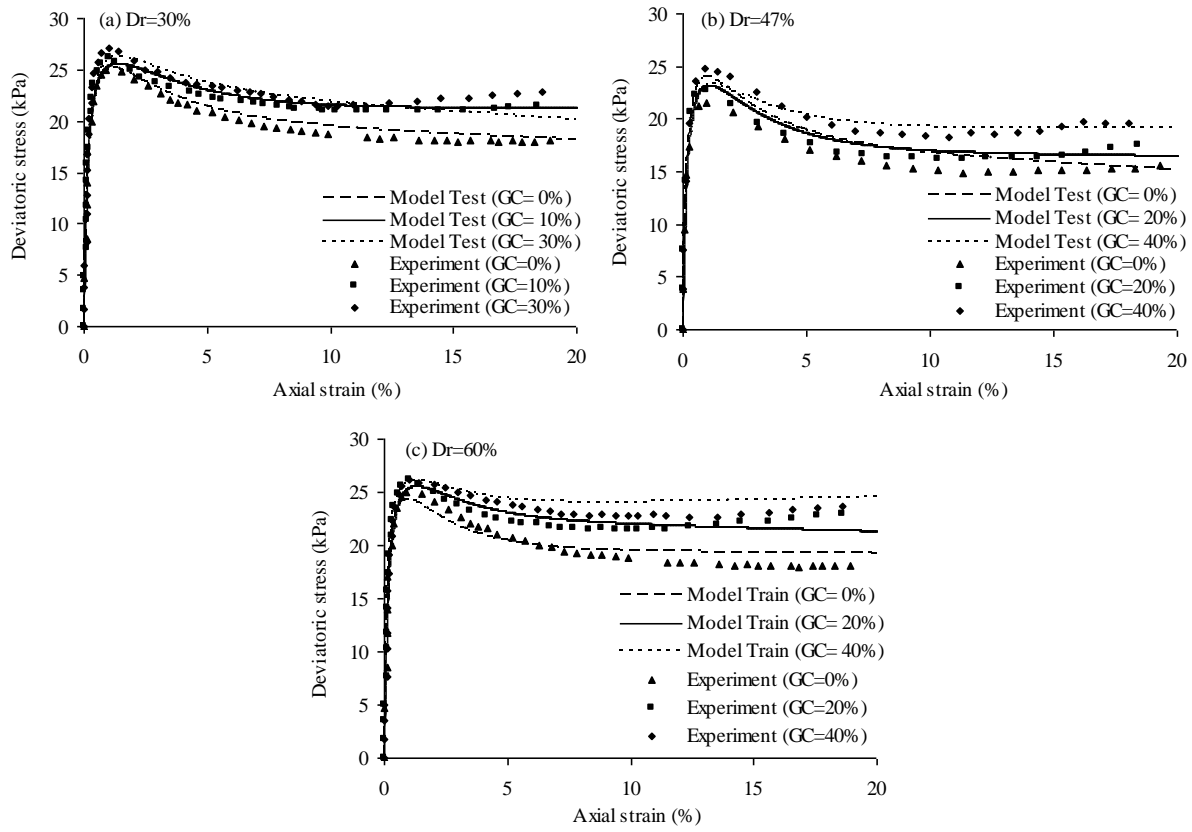 (a) Dr=30%
Deviatoric stress (kPa)
30
25
20
15
10
5
0
Model Test (GC= 0%)
Model Test (GC= 10%)
Model Test (GC= 30%)
Experiment (GC=0%)
Experiment (GC=10%)
Experiment (GC=30%)
0 5 10 15 20
Axial strain (%)
(b) Dr=47%
Deviatoric stress (kPa)
30
25
20
15
10
5
0
Model Test (GC= 0%)
Model Test (GC= 20%)
Model Test (GC= 40%)
Experiment (GC=0%)
Experiment (GC=20%)
Experiment (GC=40%)
0 5 10 15 20
Axial strain (%)
(c) Dr=60%
Deviatoric stress (kPa)
30
25
20
15
10
5
0
Model Train (GC= 0%)
Model Train (GC= 20%)
Model Train (GC= 40%)
Experiment (GC=0%)
Experiment (GC=20%)
Experiment (GC=40%)
0 5 10 15 20
Axial strain (%)